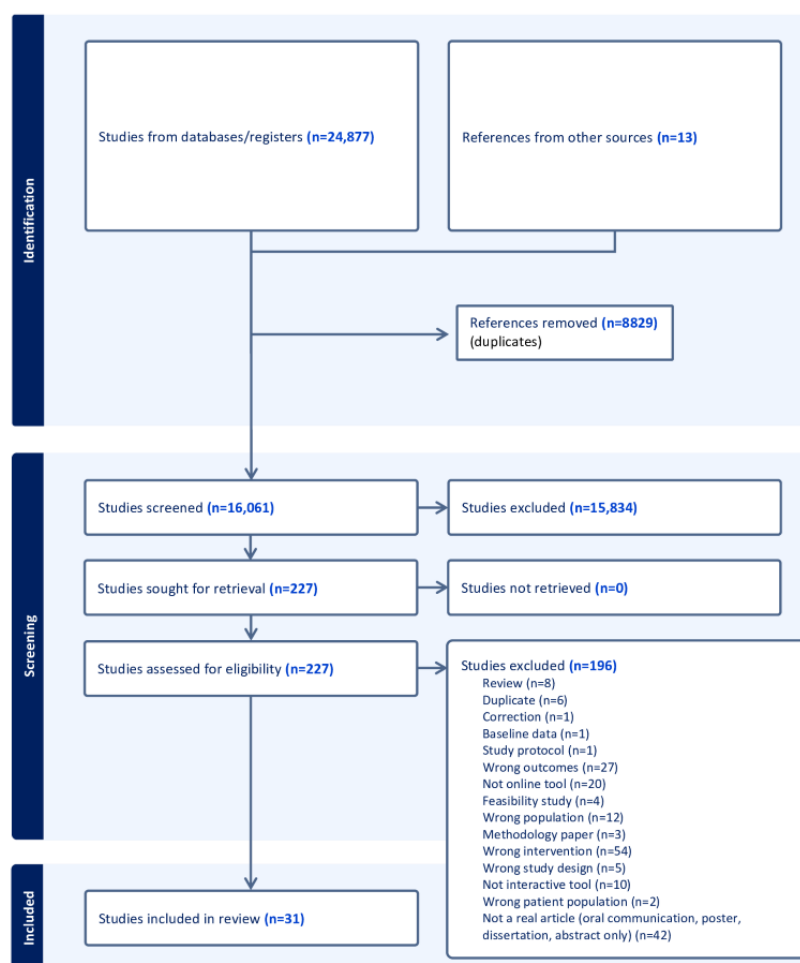 Identification
Studies from databases/registers (n=24,877)
References from other sources (n=13)
References removed (n=8829)
(duplicates)
Screening
Studies screened (n=16,061)
Studies excluded (n=15,834)
Studies sought for retrieval (n=227)
Studies not retrieved (n=0)
Studies assessed for eligibility (n=227)
Studies excluded (n=196)
Review (n=8)
Duplicate (n=6)
Correction (n=1)
Baseline data (n=1)
Study protocol (n=1)
Wrong outcomes (n=27)
Not online tool (n=20)
Feasibility study (n=4)
Wrong population (n=12)
Methodology paper (n=3)
Wrong intervention (n=54)
Wrong study design (n=5)
Not interactive tool (n=10)
Wrong patient population (n=2)
Not a real article (oral communication, poster,
dissertation, abstract only) (n=42)
Included
Studies included in review (n=31)